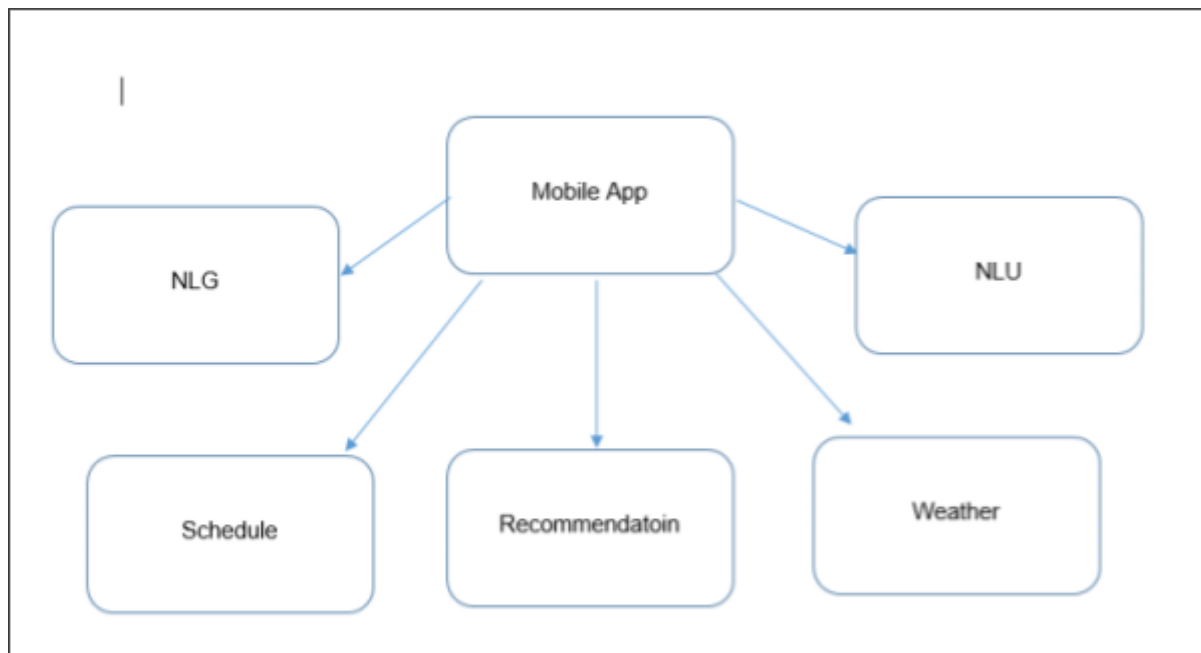 Mobile App
NLG
NLU
Schedule
Recommendatoin
Weather